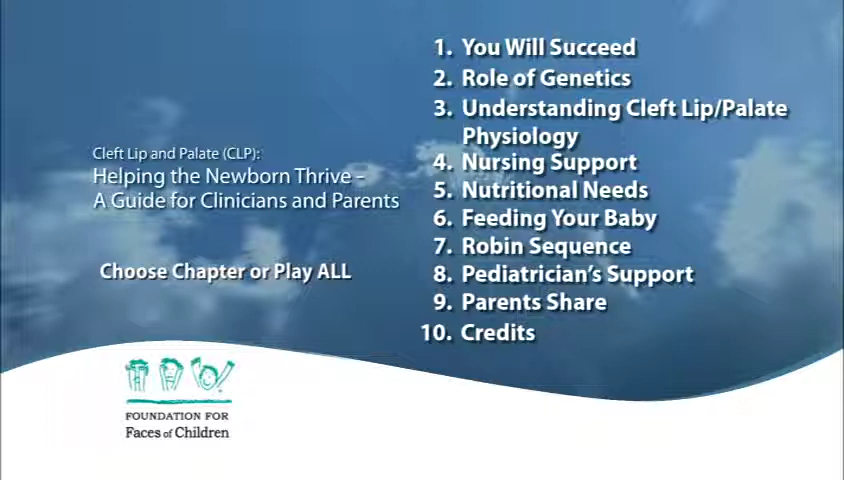 Cleft Lip and Palate (CLP):
Helping the Newborn Thrive –
A Guide for Clinicians and Parents
Choose Chapter or Play ALL
1. You Will Succeed
2. Role of Genetics
3. Understanding Cleft Lip/Palate
Physiology
4. Nursing Support
5. Nutritional Needs
6. Feeding Your Baby
7. Robin Sequence
8. Pediatrician's Support
9. Parents Share
10. Credits
FOUNDATION FOR
Faces of Children